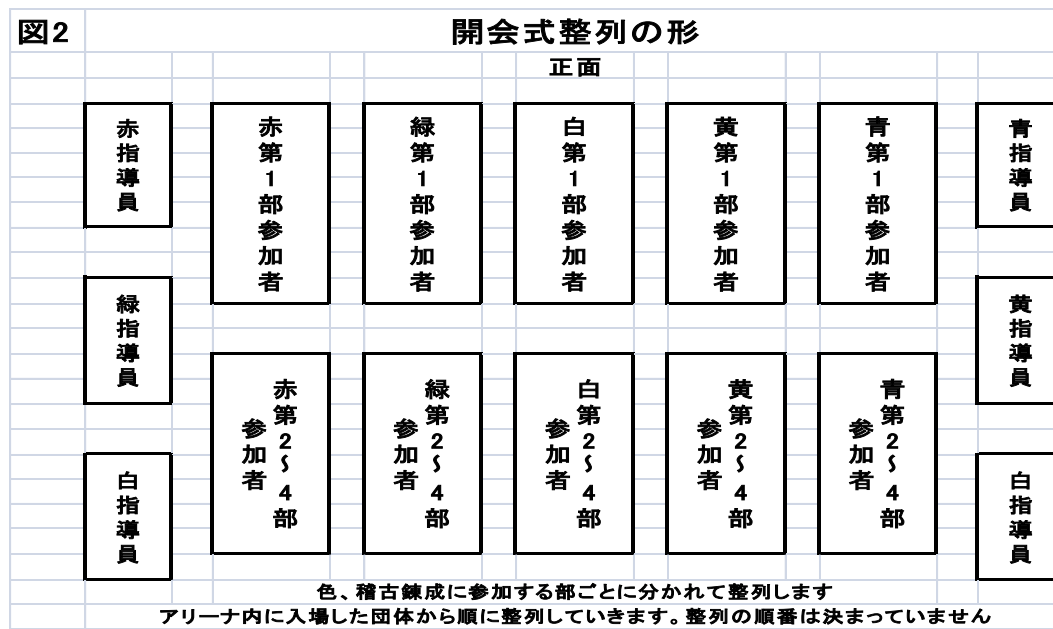 図2
開会式整列の形
正面
赤指導員
赤第1部参加者
緑第1部参加者
白第1部参加者
黄第1部参加者
青第1部参加者
青指導員
緑指導員
黄指導員
赤第2~4部
参加者
緑第2~4部
参加者
白第2~4部
参加者
黄第2~4部
参加者
青第2~4部
参加者
白指導員
白指導員
色、稽古錬成に参加する部ごとに分かれて整列します
アリーナ内に入場した団体から順に整列していきます。整列の順番は決まっていません